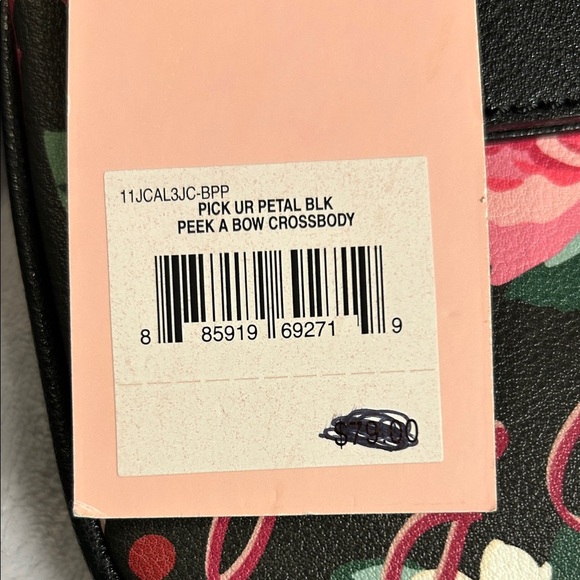 11JCAL3JC-BPP
PICK UR PETAL BLK
PEEK A BOW CROSSBODY
8 85919 69271 9
$79.00